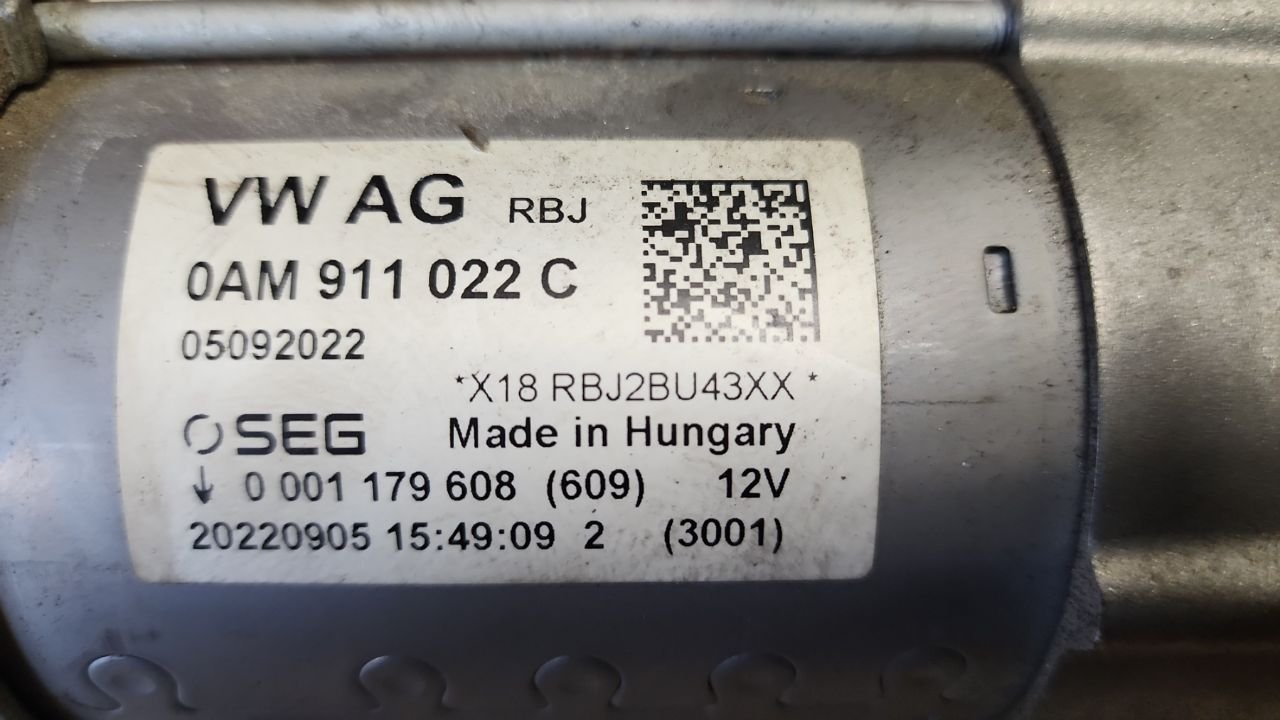 VW AG RBJ
0AM 911 022 C
05092022
*X18 RBJ2BU43XX *
SEG Made in Hungary
↓ 0 001 179 608 (609) 12V
20220905 15:49:09 2 (3001)